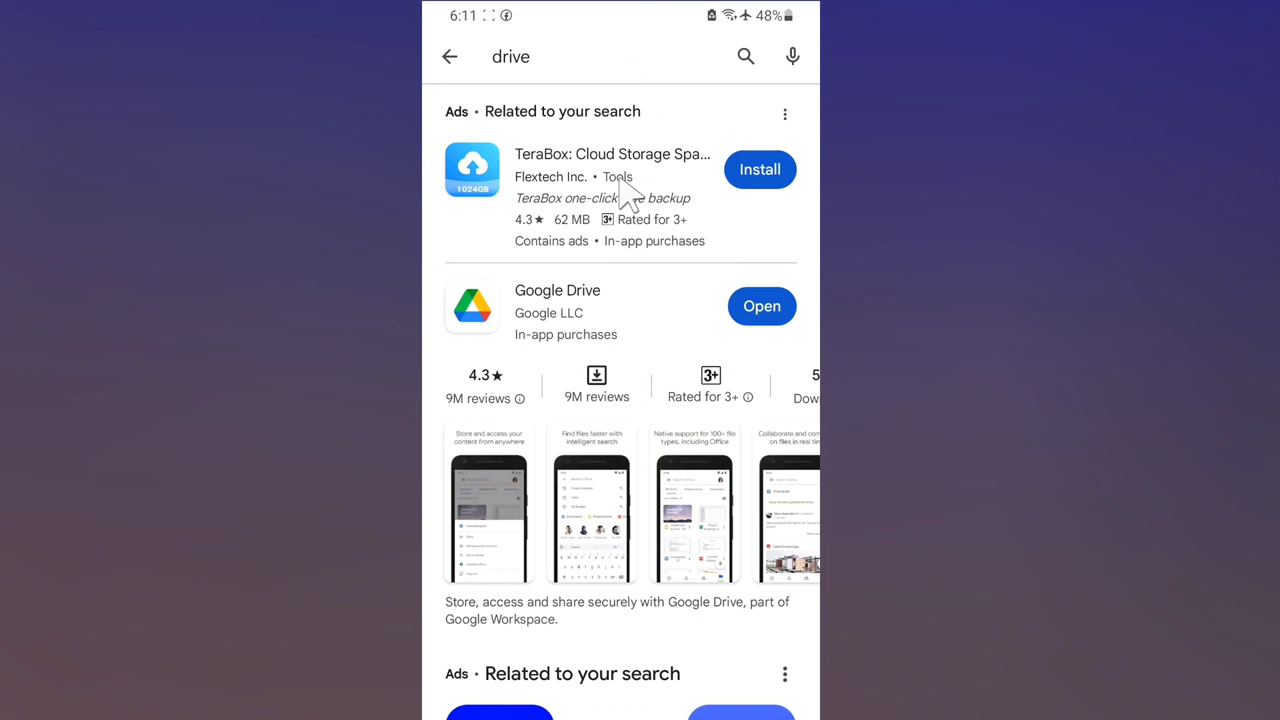 6:11
48%
drive
Ads • Related to your search
TeraBox: Cloud Storage Spa...
Flextech Inc. • Tools
TeraBox one-click backup
4.3★ 62 MB 3+ Rated for 3+
Contains ads • In-app purchases
Install
1024GB
Google Drive
Google LLC
In-app purchases
Open
4.3★
9M reviews
9M reviews
3+
Rated for 3+
5
Dow
Store and access your
content from anywhere
Find files faster with
intelligent search
Native support for 100+ file
types, including Office
Collaborate and com
on files in real tim
Store, access and share securely with Google Drive, part of
Google Workspace.
Ads • Related to your search